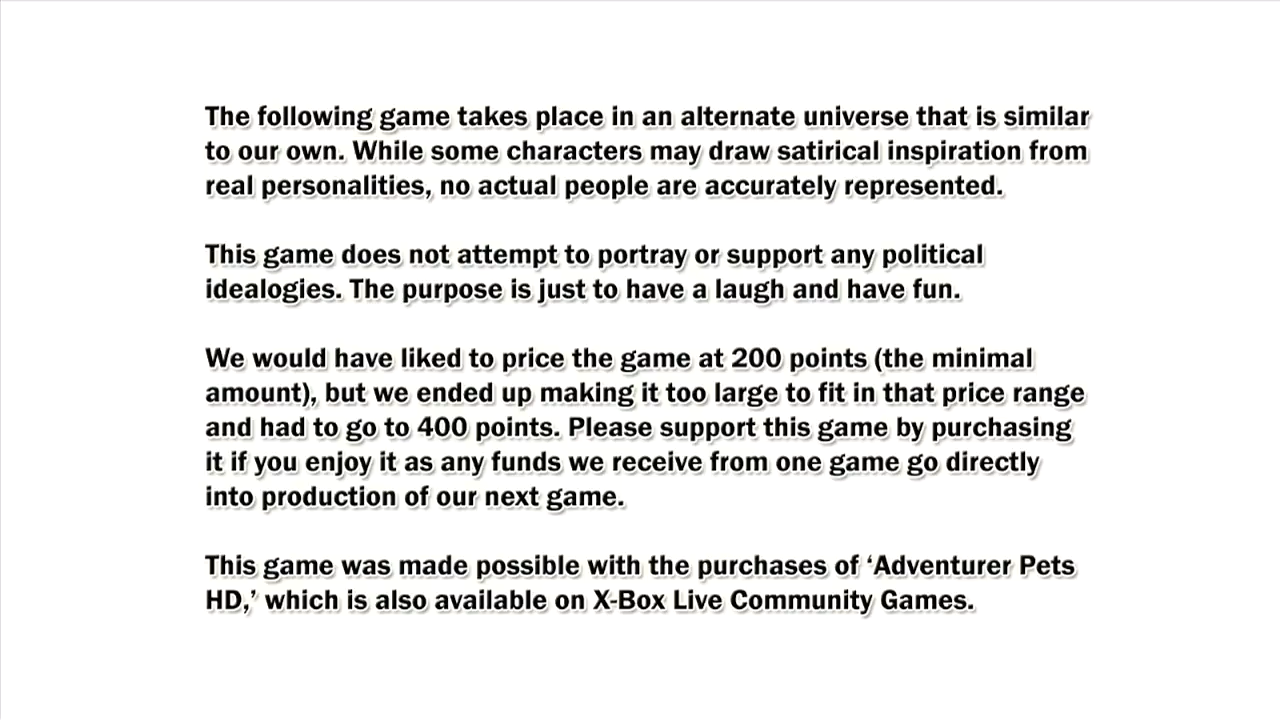 The following game takes place in an alternate universe that is similar
to our own. While some characters may draw satirical inspiration from
real personalities, no actual people are accurately represented.
This game does not attempt to portray or support any political
idealogies. The purpose is just to have a laugh and have fun.
We would have liked to price the game at 200 points (the minimal
amount), but we ended up making it too large to fit in that price range
and had to go to 400 points. Please support this game by purchasing
it if you enjoy it as any funds we receive from one game go directly
into production of our next game.
This game was made possible with the purchases of ‘Adventurer Pets
HD,’ which is also available on X-Box Live Community Games.